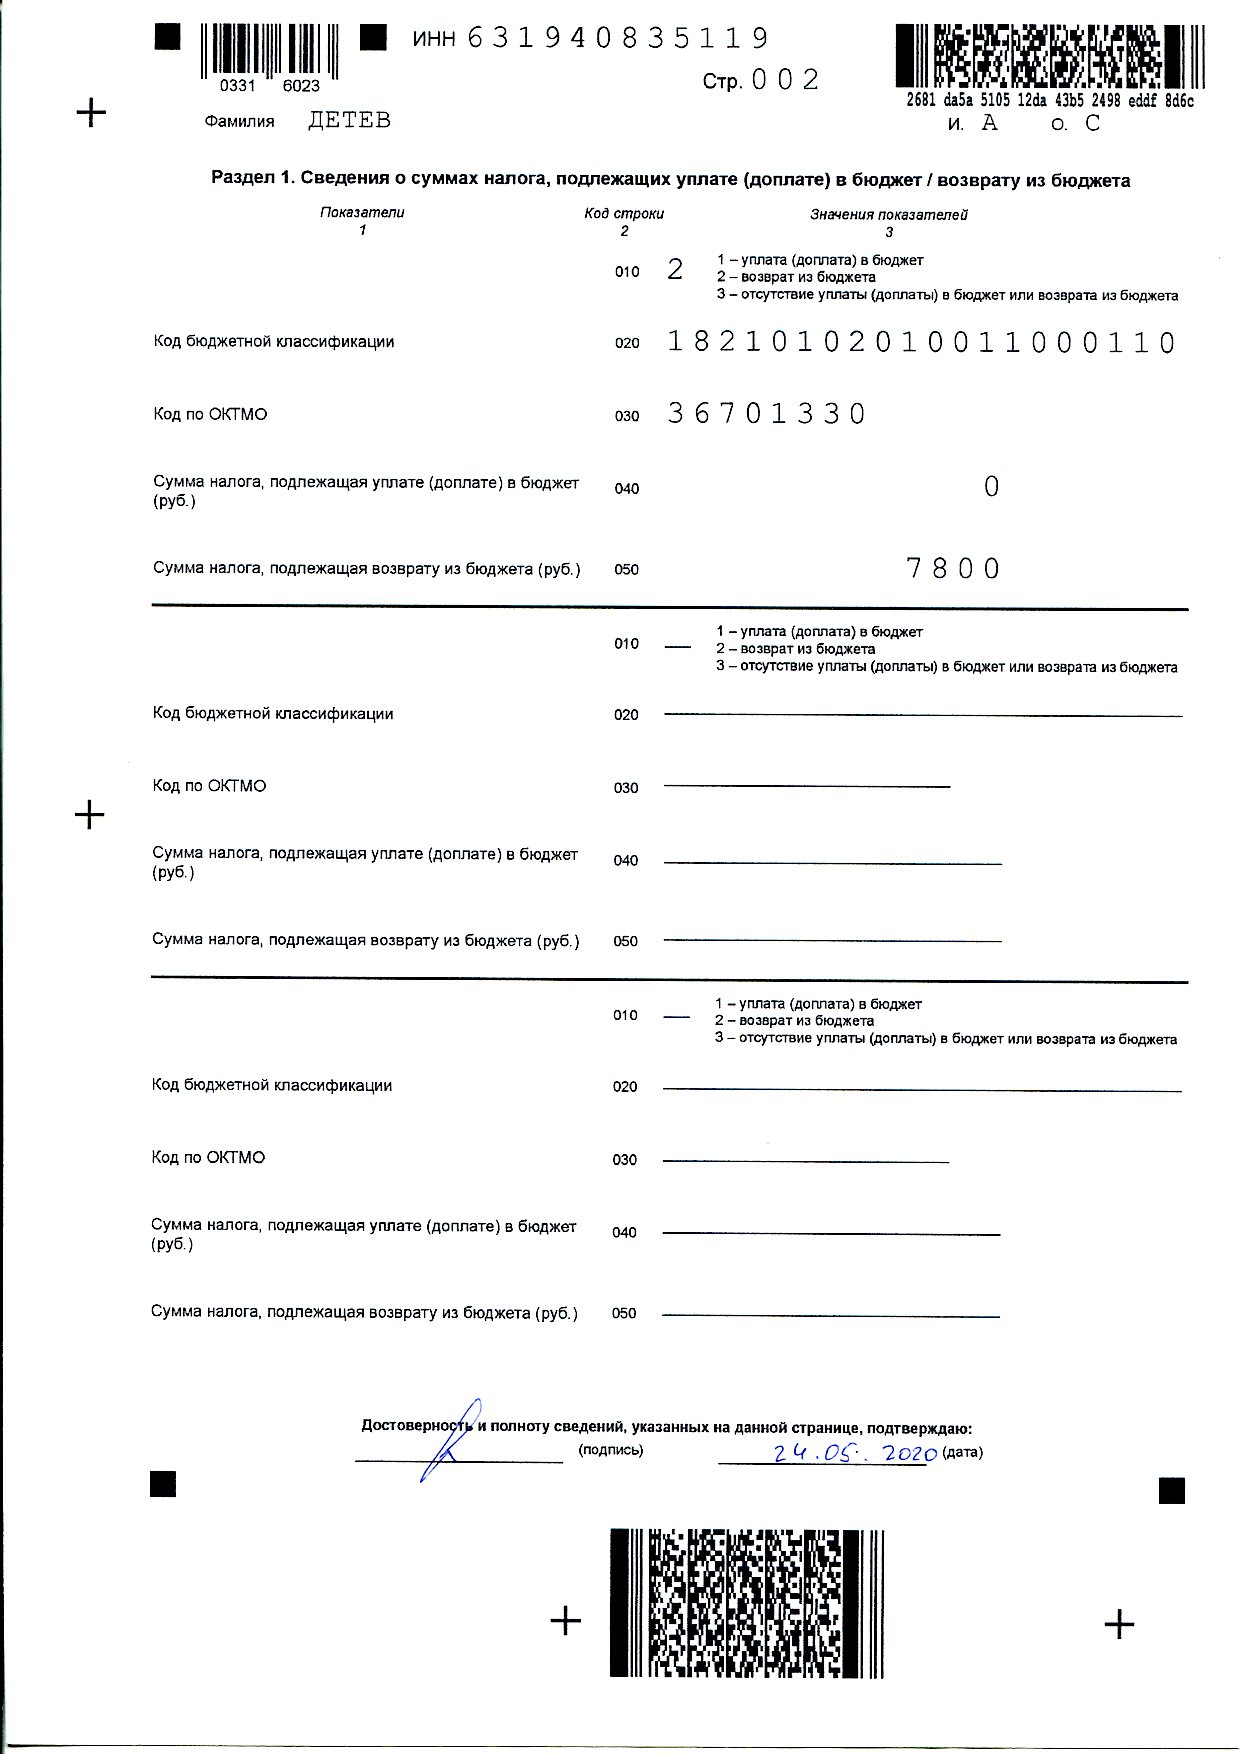 ИНН 631940835119
0331 6023
Стр. 002
2681 da5a 5105 12da 43b5 2498 eddf 8d6c
Фамилия ДЕТЕВ И. А О. С
Раздел 1. Сведения о суммах налога, подлежащих уплате (доплате) в бюджет / возврату из бюджета
Показатели Код строки Значения показателей
1 2 3
010 2 1 – уплата (доплата) в бюджет
2 – возврат из бюджета
3 – отсутствие уплаты (доплаты) в бюджет или возврата из бюджета
Код бюджетной классификации 020 18210102010011000110
Код по ОКТМО 030 36701330
Сумма налога, подлежащая уплате (доплате) в бюджет
(руб.) 040 0
Сумма налога, подлежащая возврату из бюджета (руб.) 050 7800
010 — 1 – уплата (доплата) в бюджет
2 – возврат из бюджета
3 – отсутствие уплаты (доплаты) в бюджет или возврата из бюджета
Код бюджетной классификации 020
Код по ОКТМО 030
Сумма налога, подлежащая уплате (доплате) в бюджет
(руб.) 040
Сумма налога, подлежащая возврату из бюджета (руб.) 050
010 — 1 – уплата (доплата) в бюджет
2 – возврат из бюджета
3 – отсутствие уплаты (доплаты) в бюджет или возврата из бюджета
Код бюджетной классификации 020
Код по ОКТМО 030
Сумма налога, подлежащая уплате (доплате) в бюджет
(руб.) 040
Сумма налога, подлежащая возврату из бюджета (руб.) 050
Достоверность и полноту сведений, указанных на данной странице, подтверждаю:
(подпись) 24.05.2020 (дата)